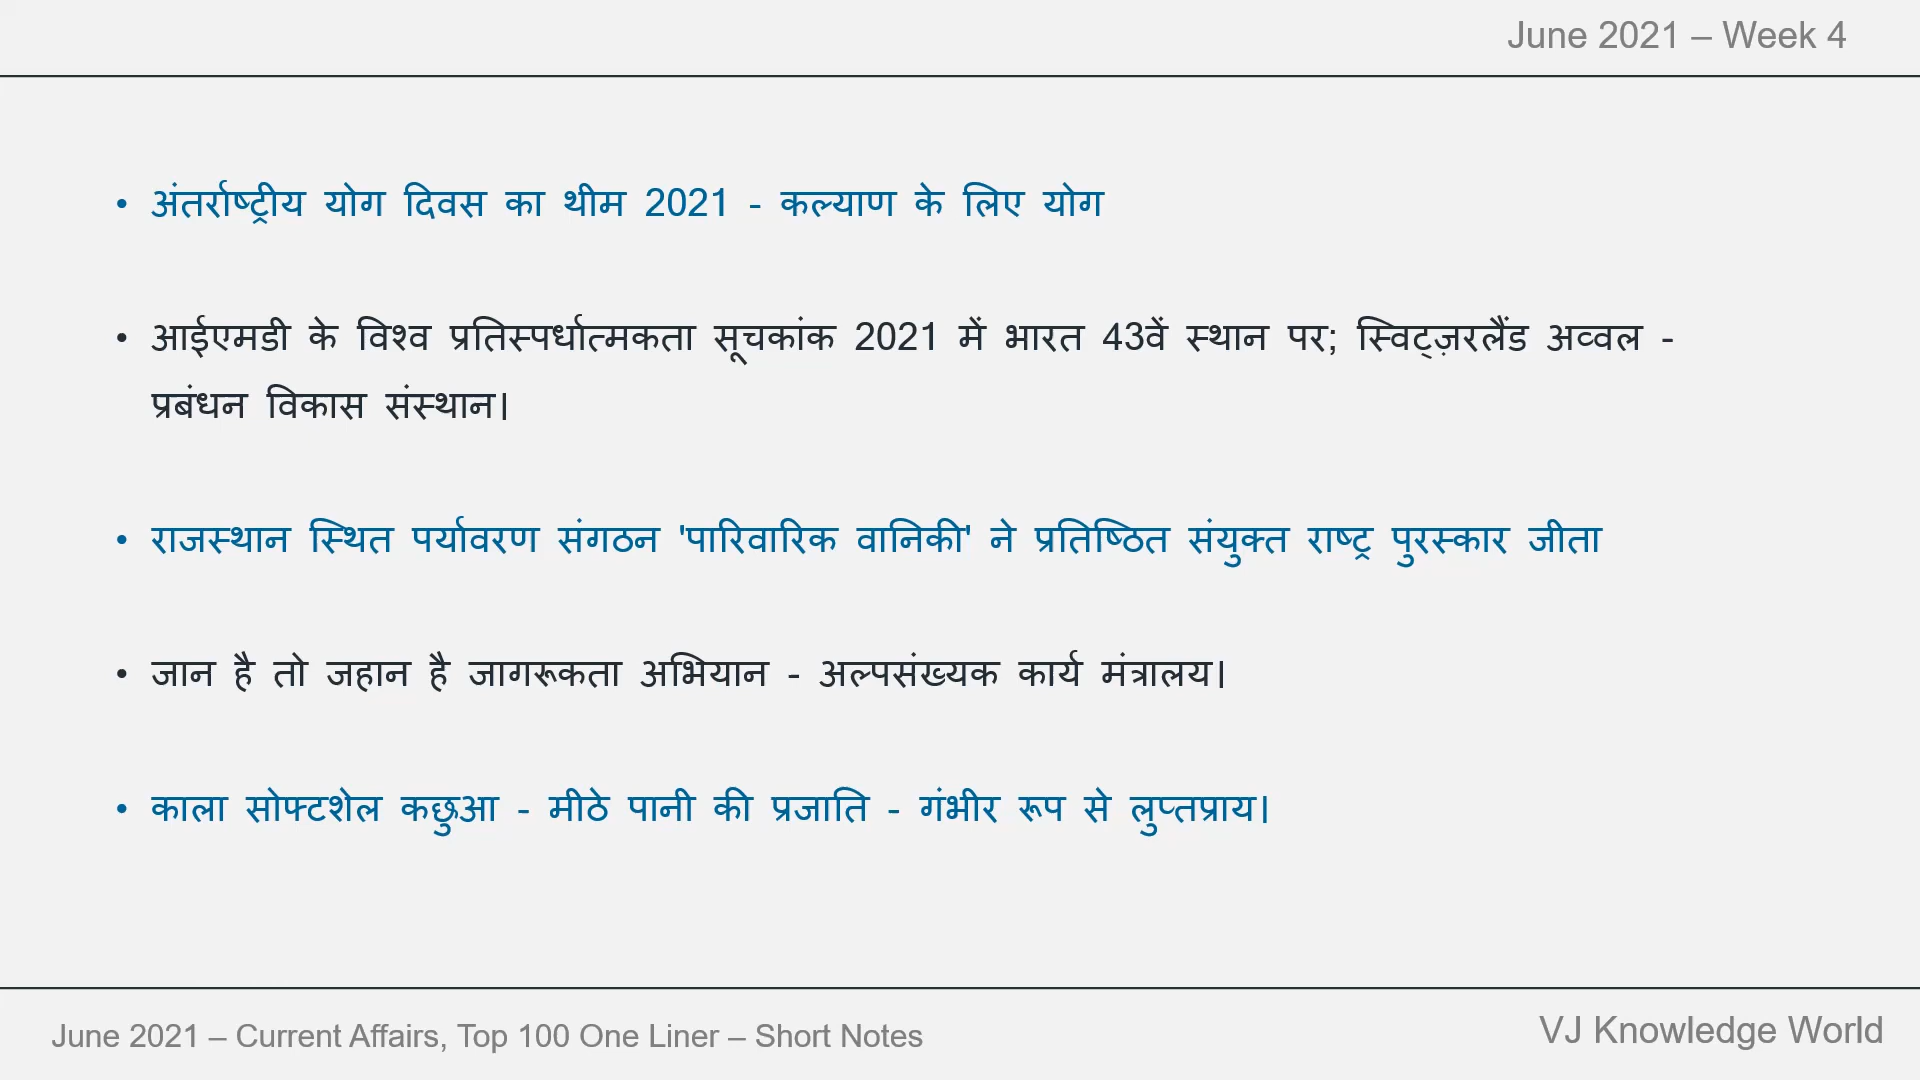 June 2021 – Week 4
• अंतर्राष्ट्रीय योग दिवस का थीम 2021 - कल्याण के लिए योग
• आईएमडी के विश्व प्रतिस्पर्धात्मकता सूचकांक 2021 में भारत 43वें स्थान पर; स्विट्ज़रलैंड अव्वल -
प्रबंधन विकास संस्थान।
• राजस्थान स्थित पर्यावरण संगठन 'पारिवारिक वानिकी' ने प्रतिष्ठित संयुक्त राष्ट्र पुरस्कार जीता
• जान है तो जहान है जागरूकता अभियान - अल्पसंख्यक कार्य मंत्रालय।
• काला सोफ्टशेल कछुआ - मीठे पानी की प्रजाति - गंभीर रूप से लुप्तप्राय।
June 2021 – Current Affairs, Top 100 One Liner – Short Notes
VJ Knowledge World